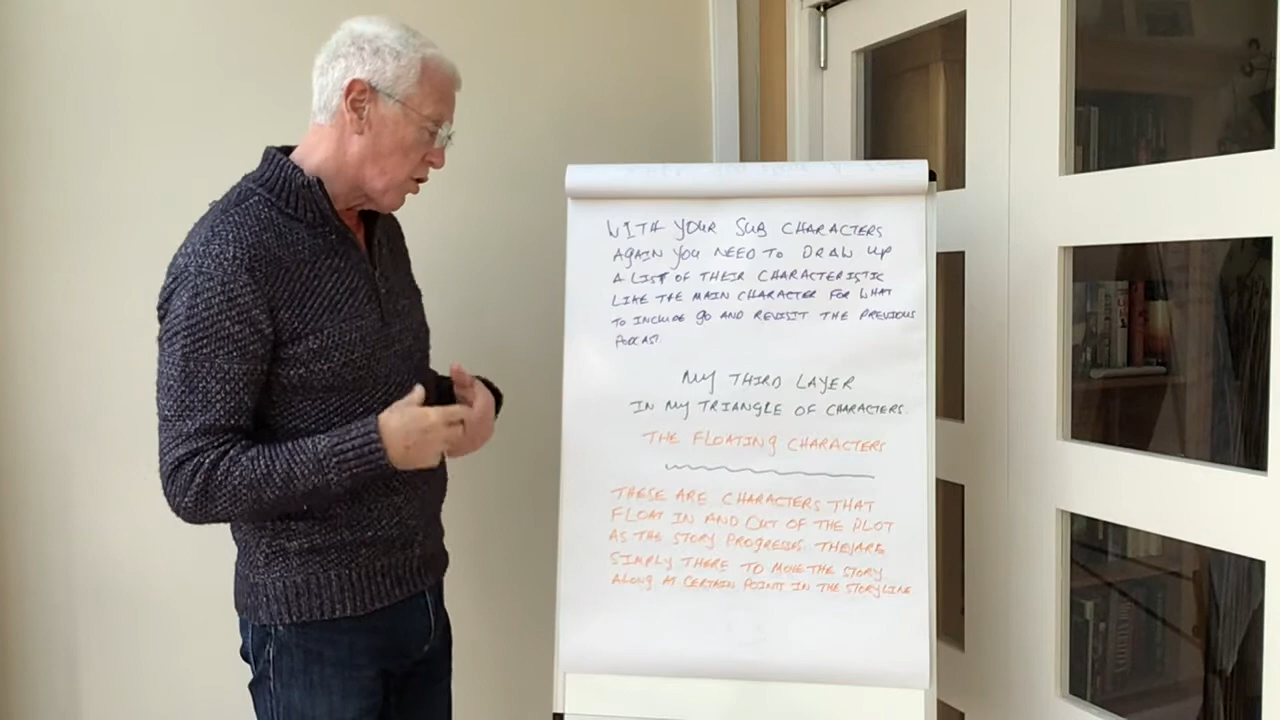 WITH YOUR SUB CHARACTERS
AGAIN YOU NEED TO DRAW UP
A LIST OF THEIR CHARACTERISTIC
LIKE THE MAIN CHARACTER FOR WHAT
TO INCLUDE GO AND REVISIT THE PREVIOUS
PODCAST.
MY THIRD LAYER
IN MY TRIANGLE OF CHARACTERS.
THE FLOATING CHARACTERS
THESE ARE CHARACTERS THAT
FLOAT IN AND OUT OF THE PLOT
AS THE STORY PROGRESSES. THEY ARE
SIMPLY THERE TO MOVE THE STORY
ALONG AT CERTAIN POINT IN THE STORYLINE